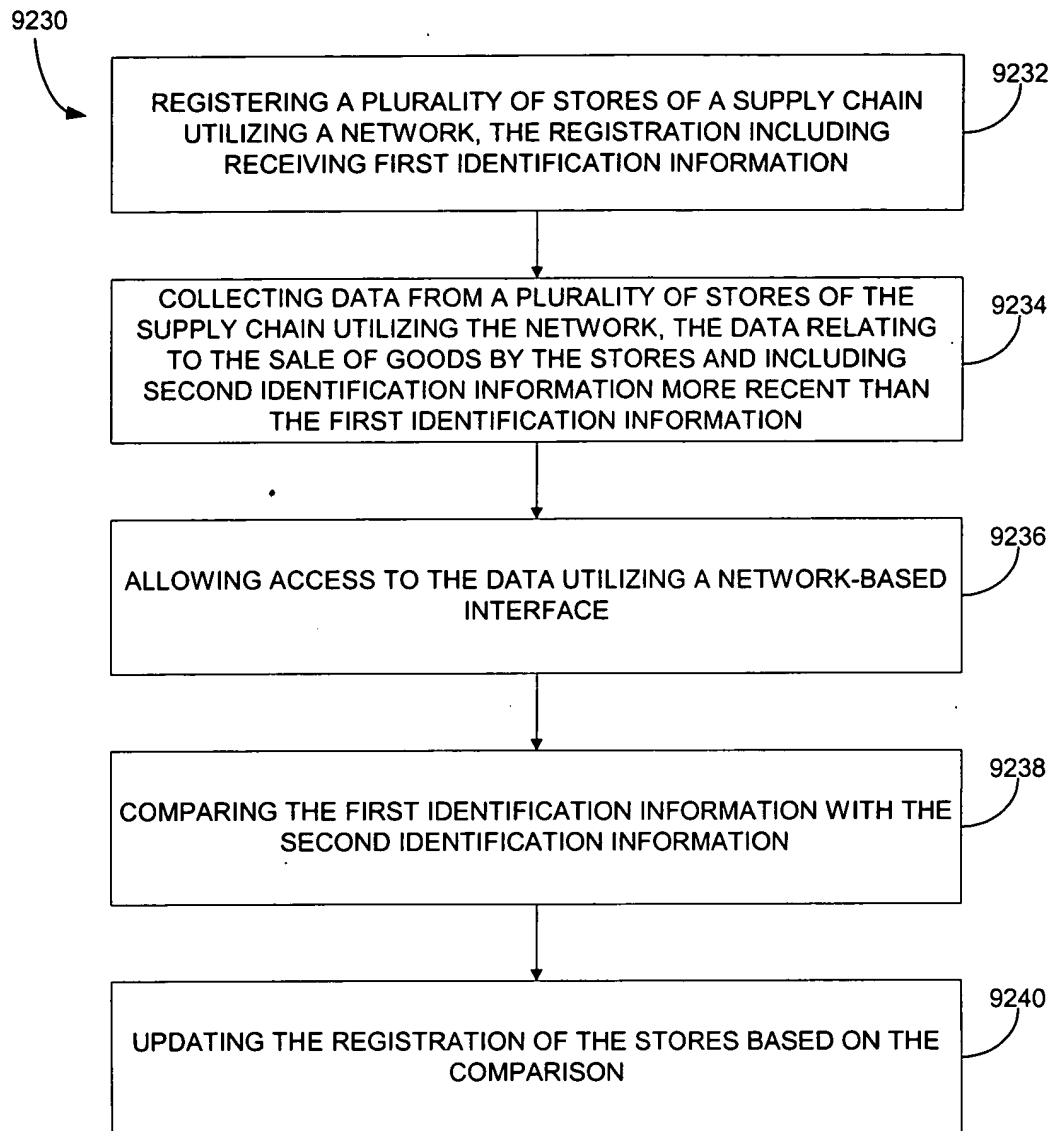 9230
9232
REGISTERING A PLURALITY OF STORES OF A SUPPLY CHAIN
UTILIZING A NETWORK, THE REGISTRATION INCLUDING
RECEIVING FIRST IDENTIFICATION INFORMATION
9234
COLLECTING DATA FROM A PLURALITY OF STORES OF THE
SUPPLY CHAIN UTILIZING THE NETWORK, THE DATA RELATING
TO THE SALE OF GOODS BY THE STORES AND INCLUDING
SECOND IDENTIFICATION INFORMATION MORE RECENT THAN
THE FIRST IDENTIFICATION INFORMATION
9236
ALLOWING ACCESS TO THE DATA UTILIZING A NETWORK-BASED
INTERFACE
9238
COMPARING THE FIRST IDENTIFICATION INFORMATION WITH THE
SECOND IDENTIFICATION INFORMATION
9240
UPDATING THE REGISTRATION OF THE STORES BASED ON THE
COMPARISON